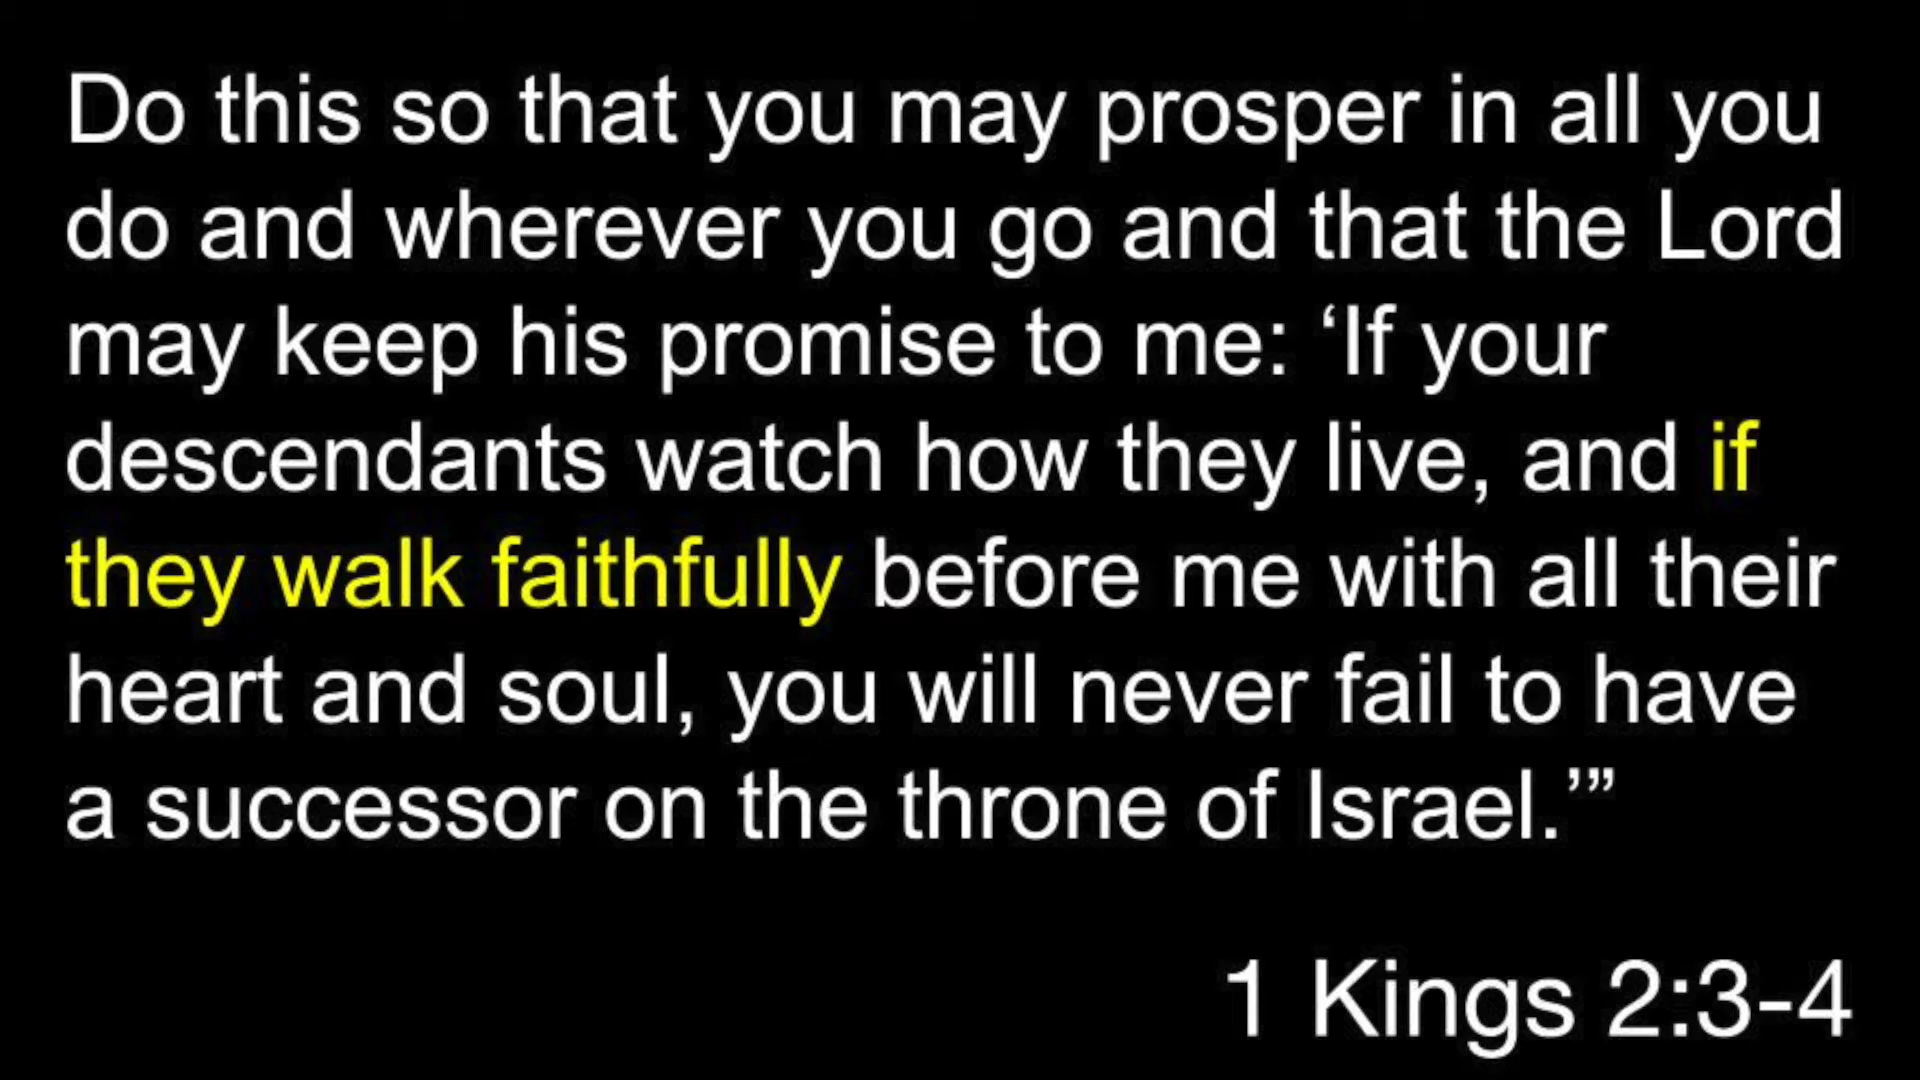 Do this so that you may prosper in all you
do and wherever you go and that the Lord
may keep his promise to me: ‘If your
descendants watch how they live, and if
they walk faithfully before me with all their
heart and soul, you will never fail to have
a successor on the throne of Israel.’”
1 Kings 2:3-4